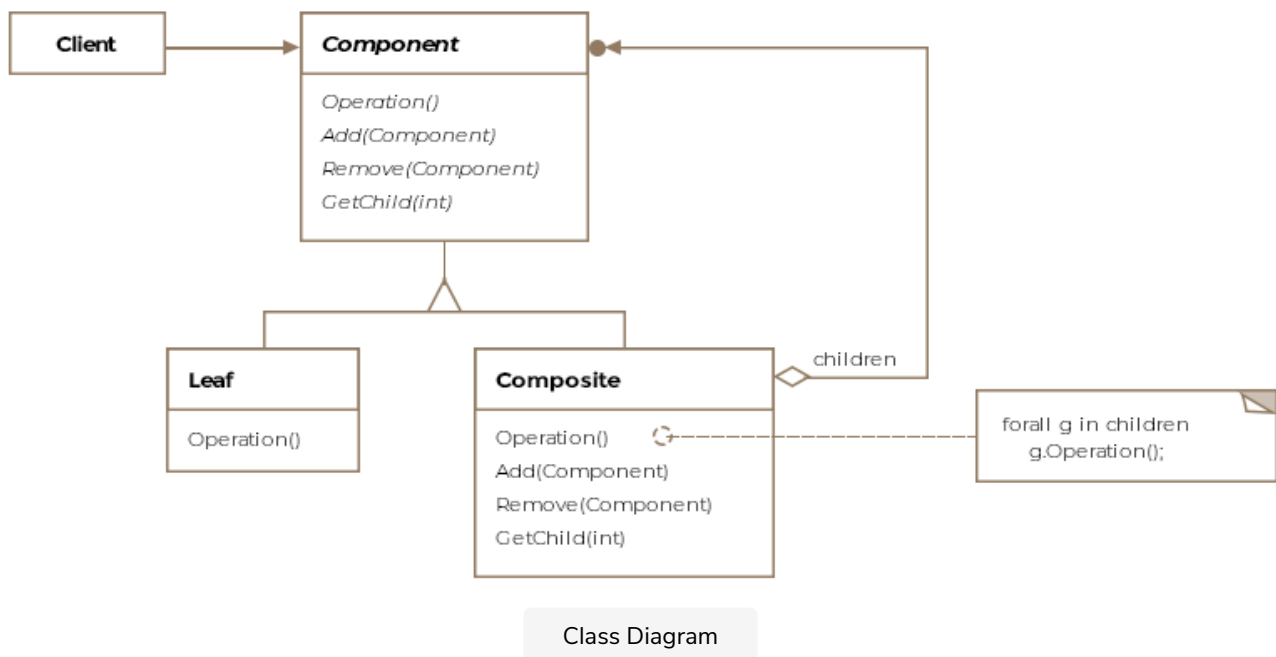 Client
Component
Operation()
Add(Component)
Remove(Component)
GetChild(int)
Leaf
Operation()
Composite
Operation()
Add(Component)
Remove(Component)
GetChild(int)
children
forall g in children
g.Operation();
Class Diagram